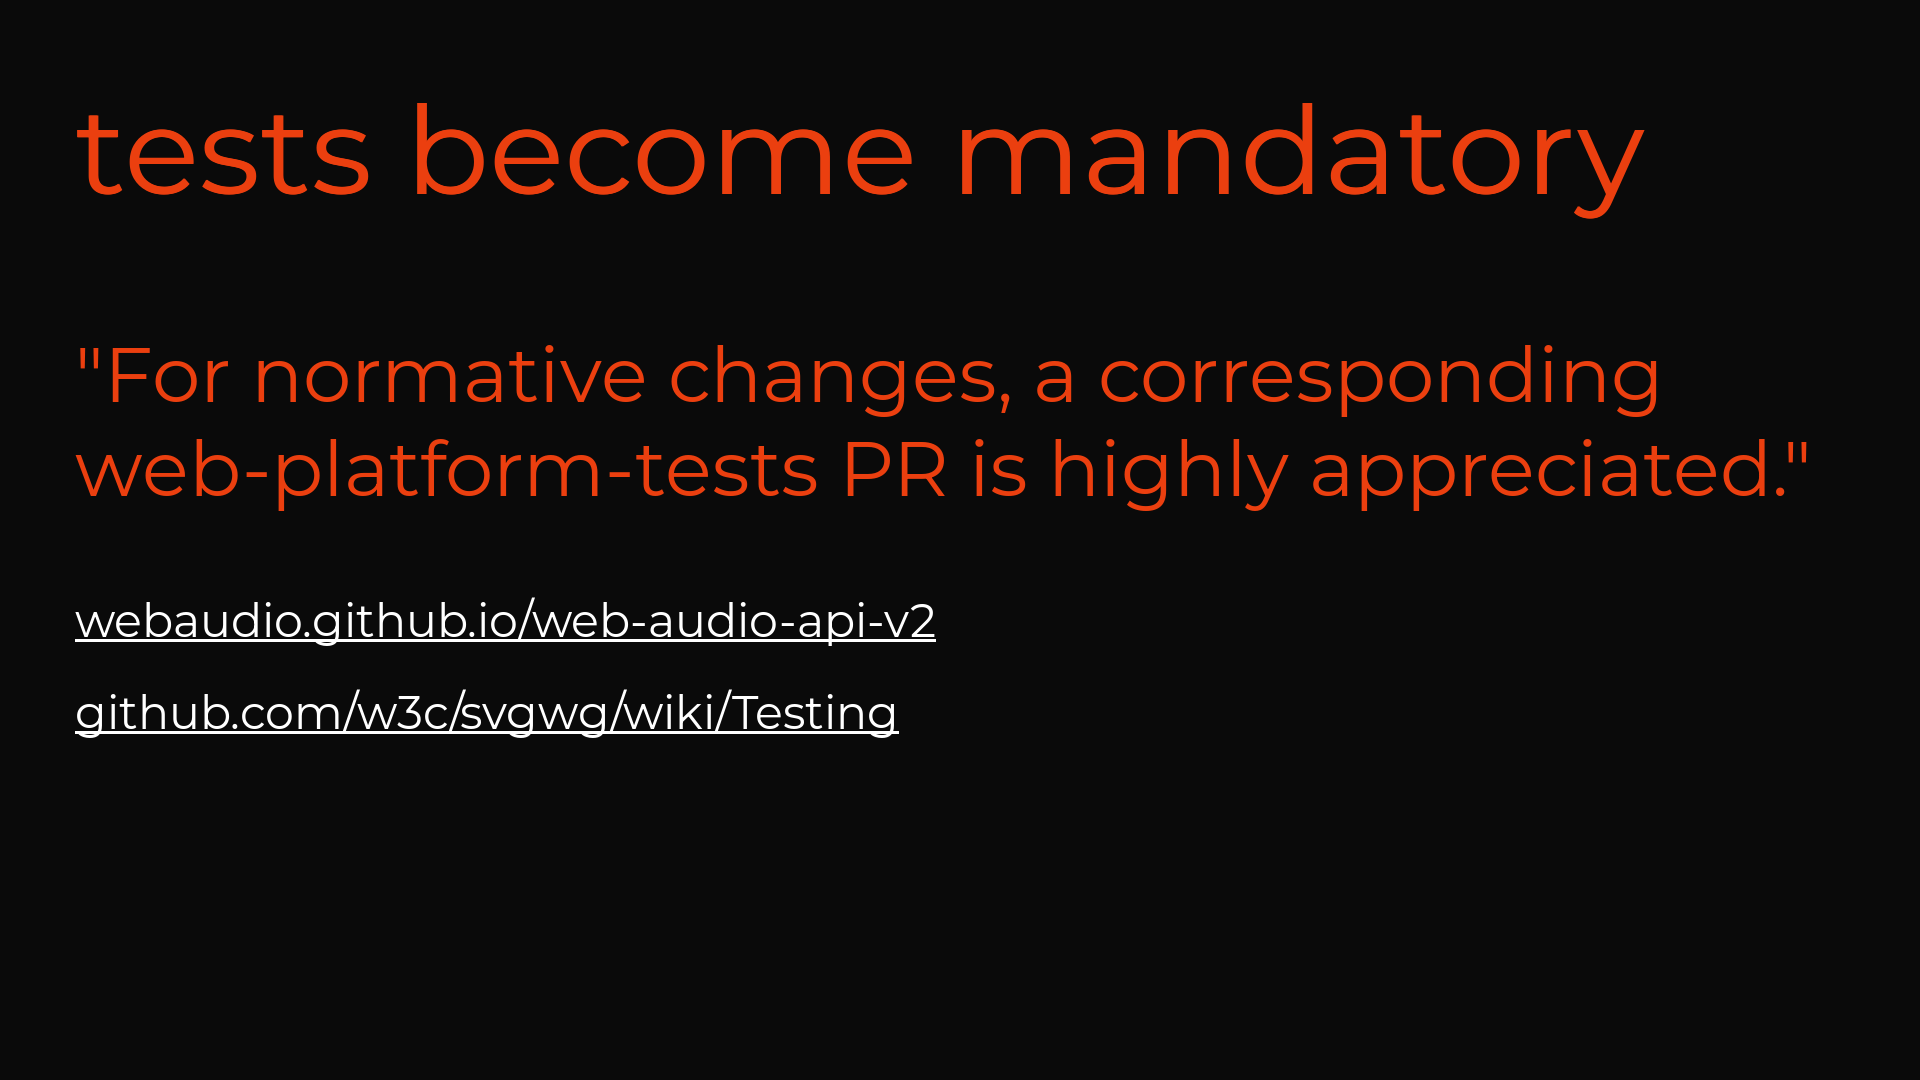 tests become mandatory
"For normative changes, a corresponding
web-platform-tests PR is highly appreciated."
webaudio.github.io/web-audio-api-v2
github.com/w3c/svgwg/wiki/Testing